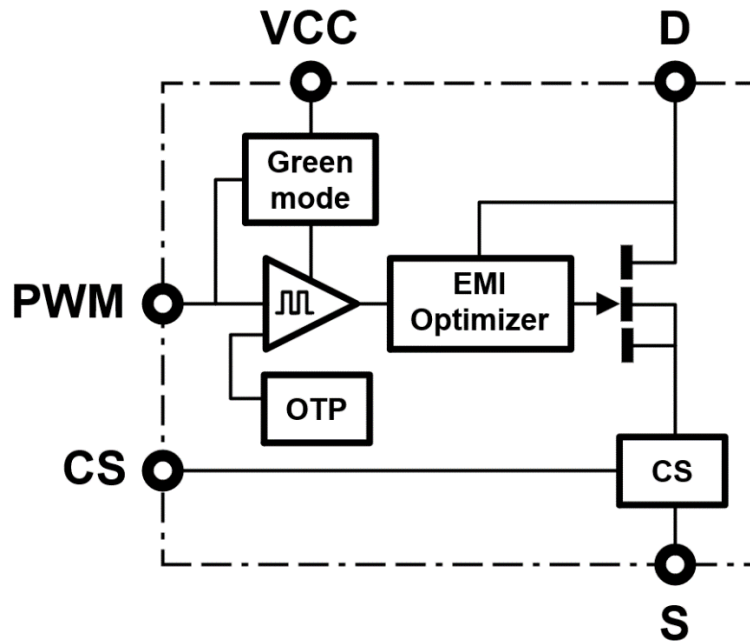 VCC
D
Green
mode
PWM
EMI
Optimizer
OTP
CS
CS
S